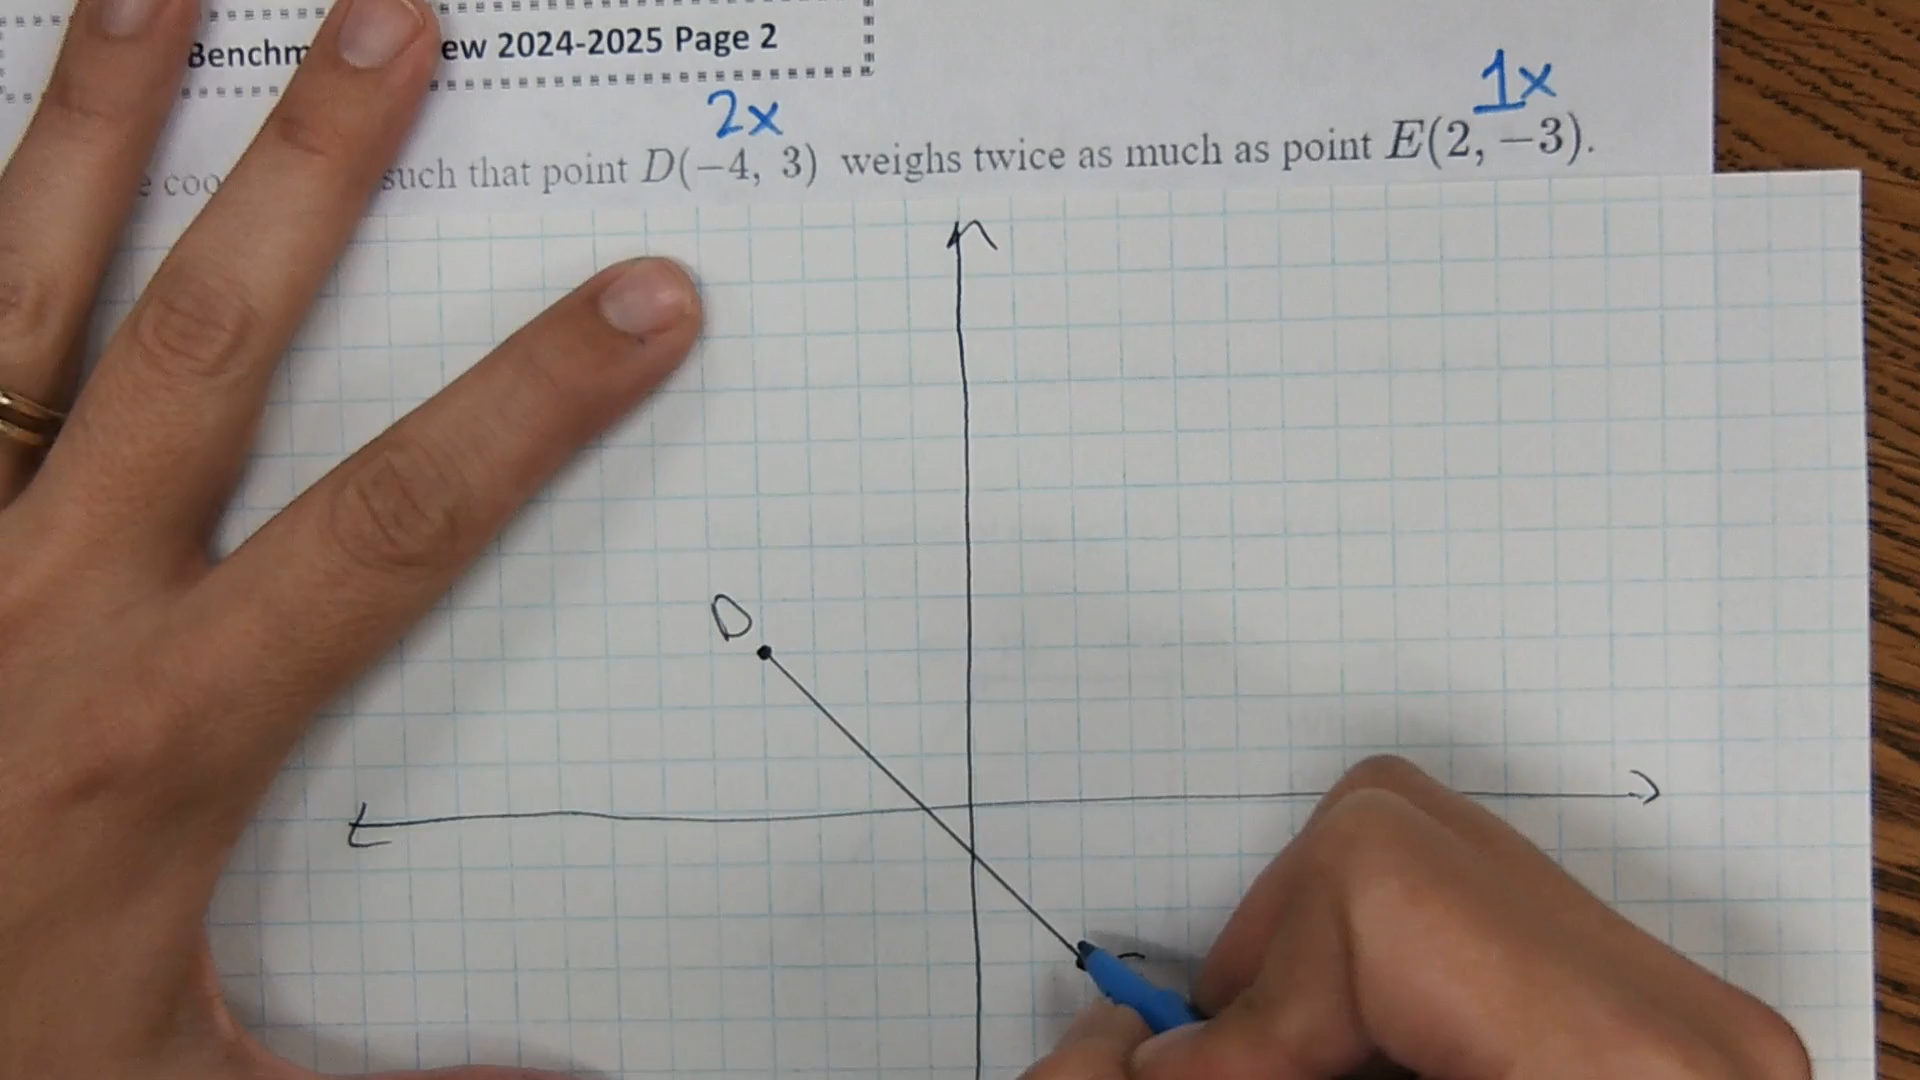 Benchm ew 2024-2025 Page 2
2x 1x
e coo such that point D(−4, 3) weighs twice as much as point E(2, −3).
D